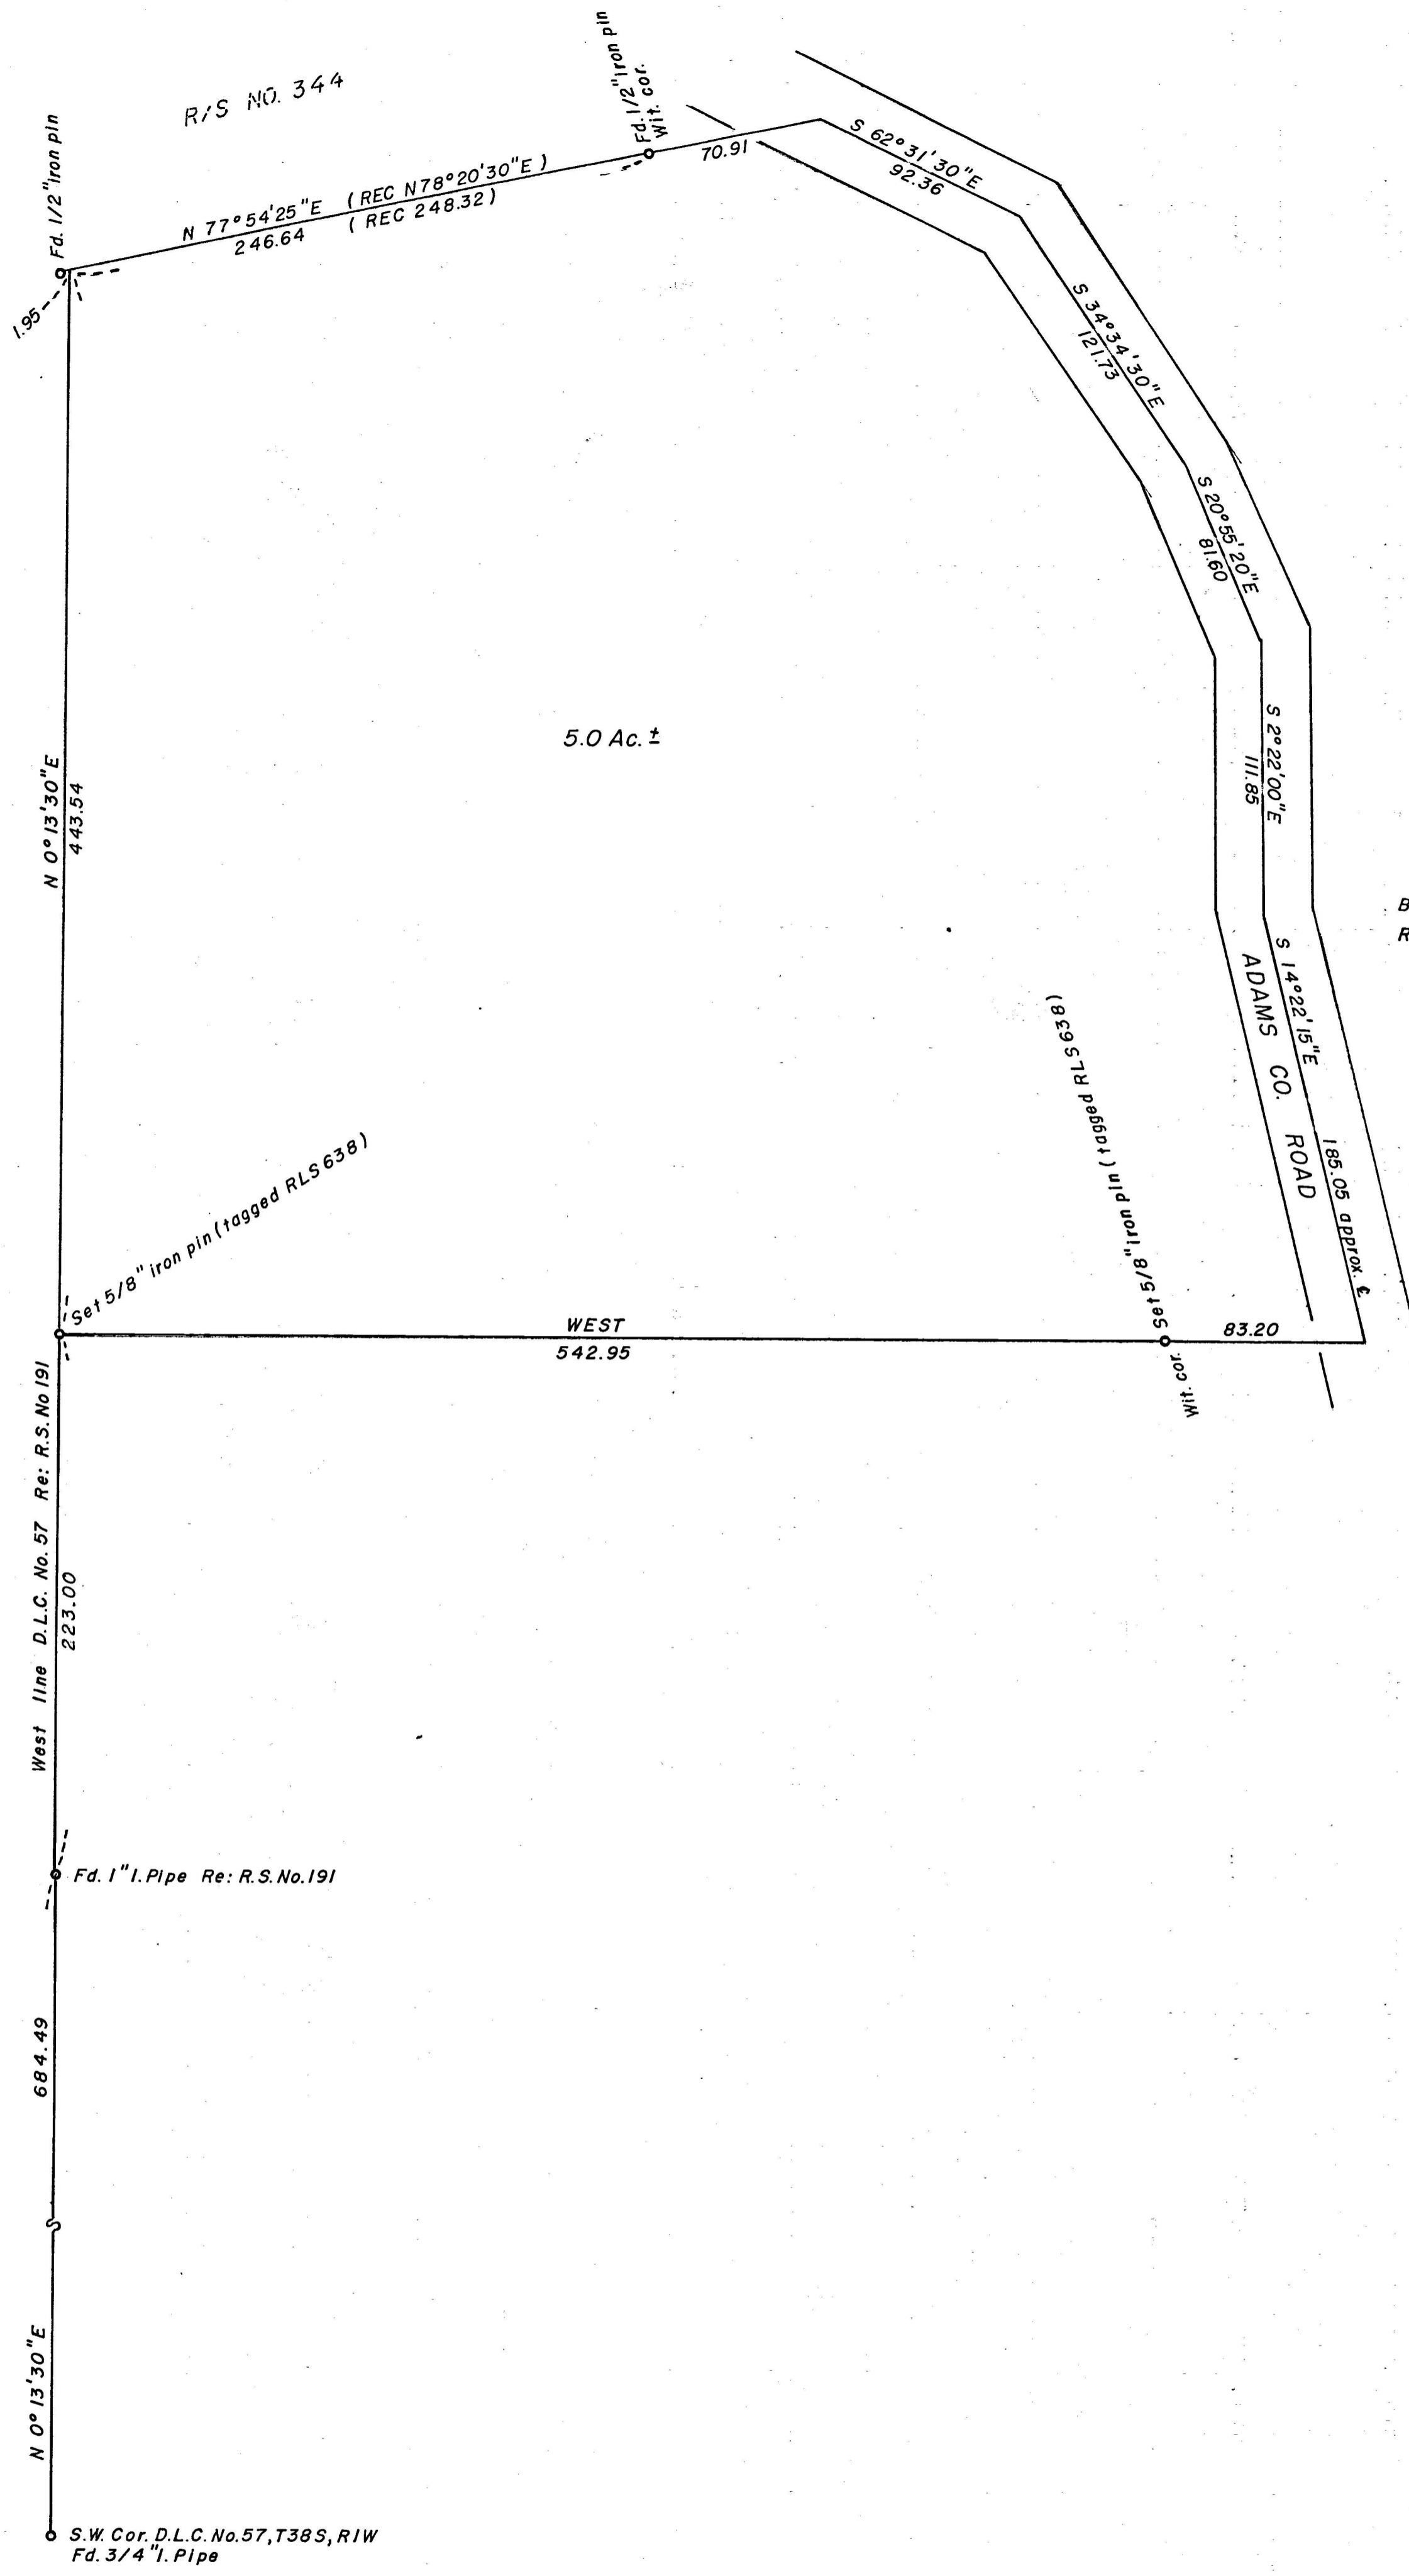 R/S NO. 344
Fd. 1/2" iron pin
Fd. 1/2" iron pin
Wit. cor.
N 77°54'25"E (REC N78°20'30"E)
246.64 (REC 248.32)
70.91
1.95
S 62°31'30"E
92.36
S 34°34'30"E
121.73
S 20°55'20"E
81.60
S 2°22'00"E
111.85
5.0 Ac. ±
N 0°13'30"E
443.54
B
R
S 14°22'15"E
185.05 approx. ℄
ADAMS CO. ROAD
Set 5/8" iron pin (tagged RLS 638)
Set 5/8" iron pin (tagged RLS 638)
Wit. cor.
WEST
542.95
83.20
West line D.L.C. No. 57 Re: R.S. No 191
223.00
Fd. 1" I. Pipe Re: R.S. No. 191
684.49
N 0°13'30"E
S.W. Cor. D.L.C. No. 57, T38S, R1W
Fd. 3/4" I. Pipe